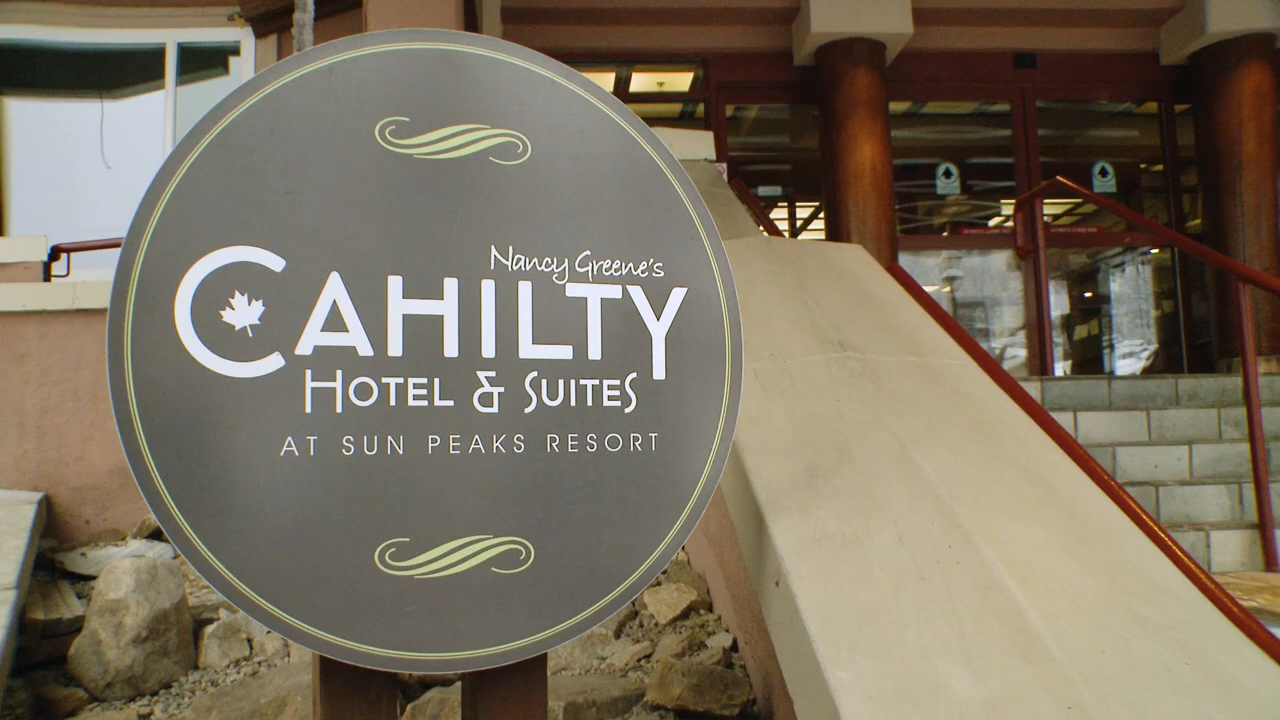 Nancy Greene's
CAHILTY
HOTEL & SUITES
AT SUN PEAKS RESORT